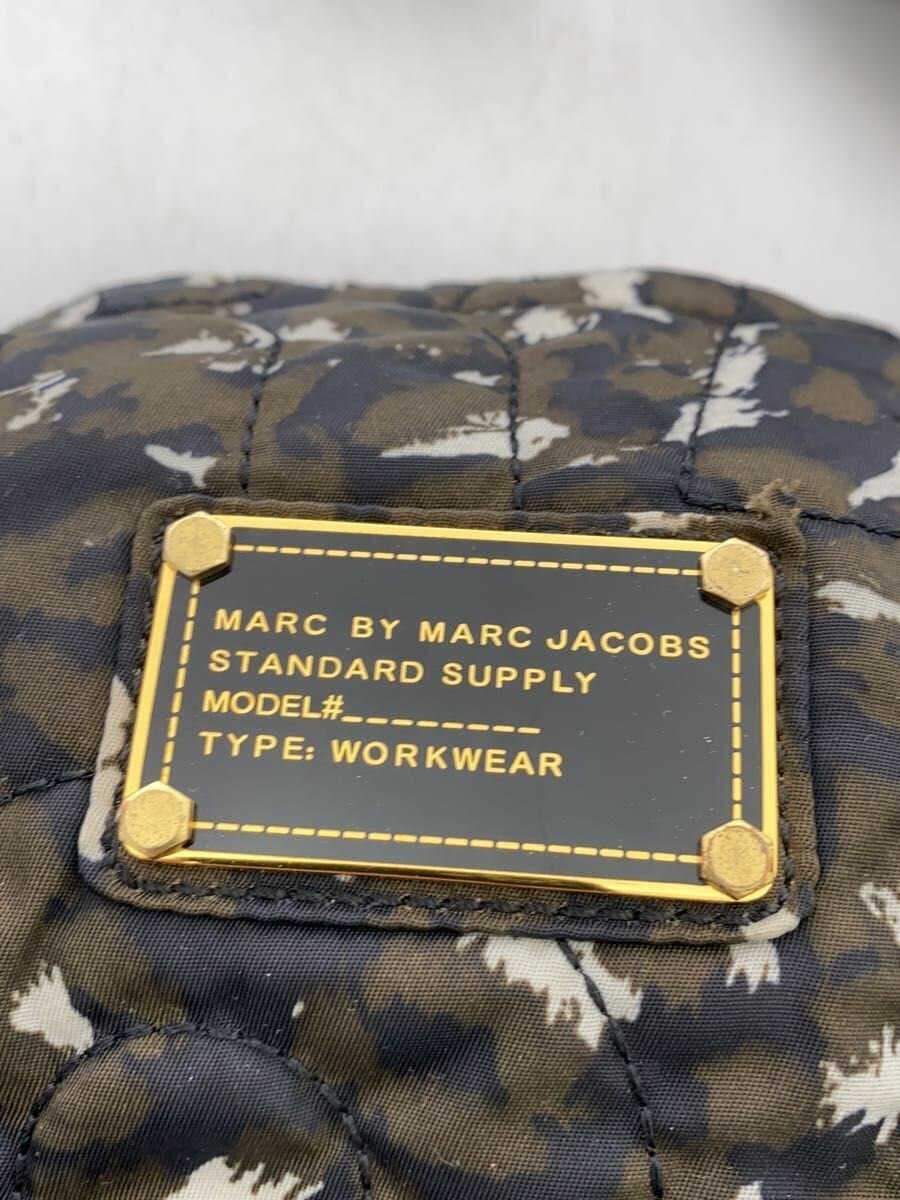 MARC BY MARC JACOBS
STANDARD SUPPLY
MODEL#_________
TYPE: WORKWEAR